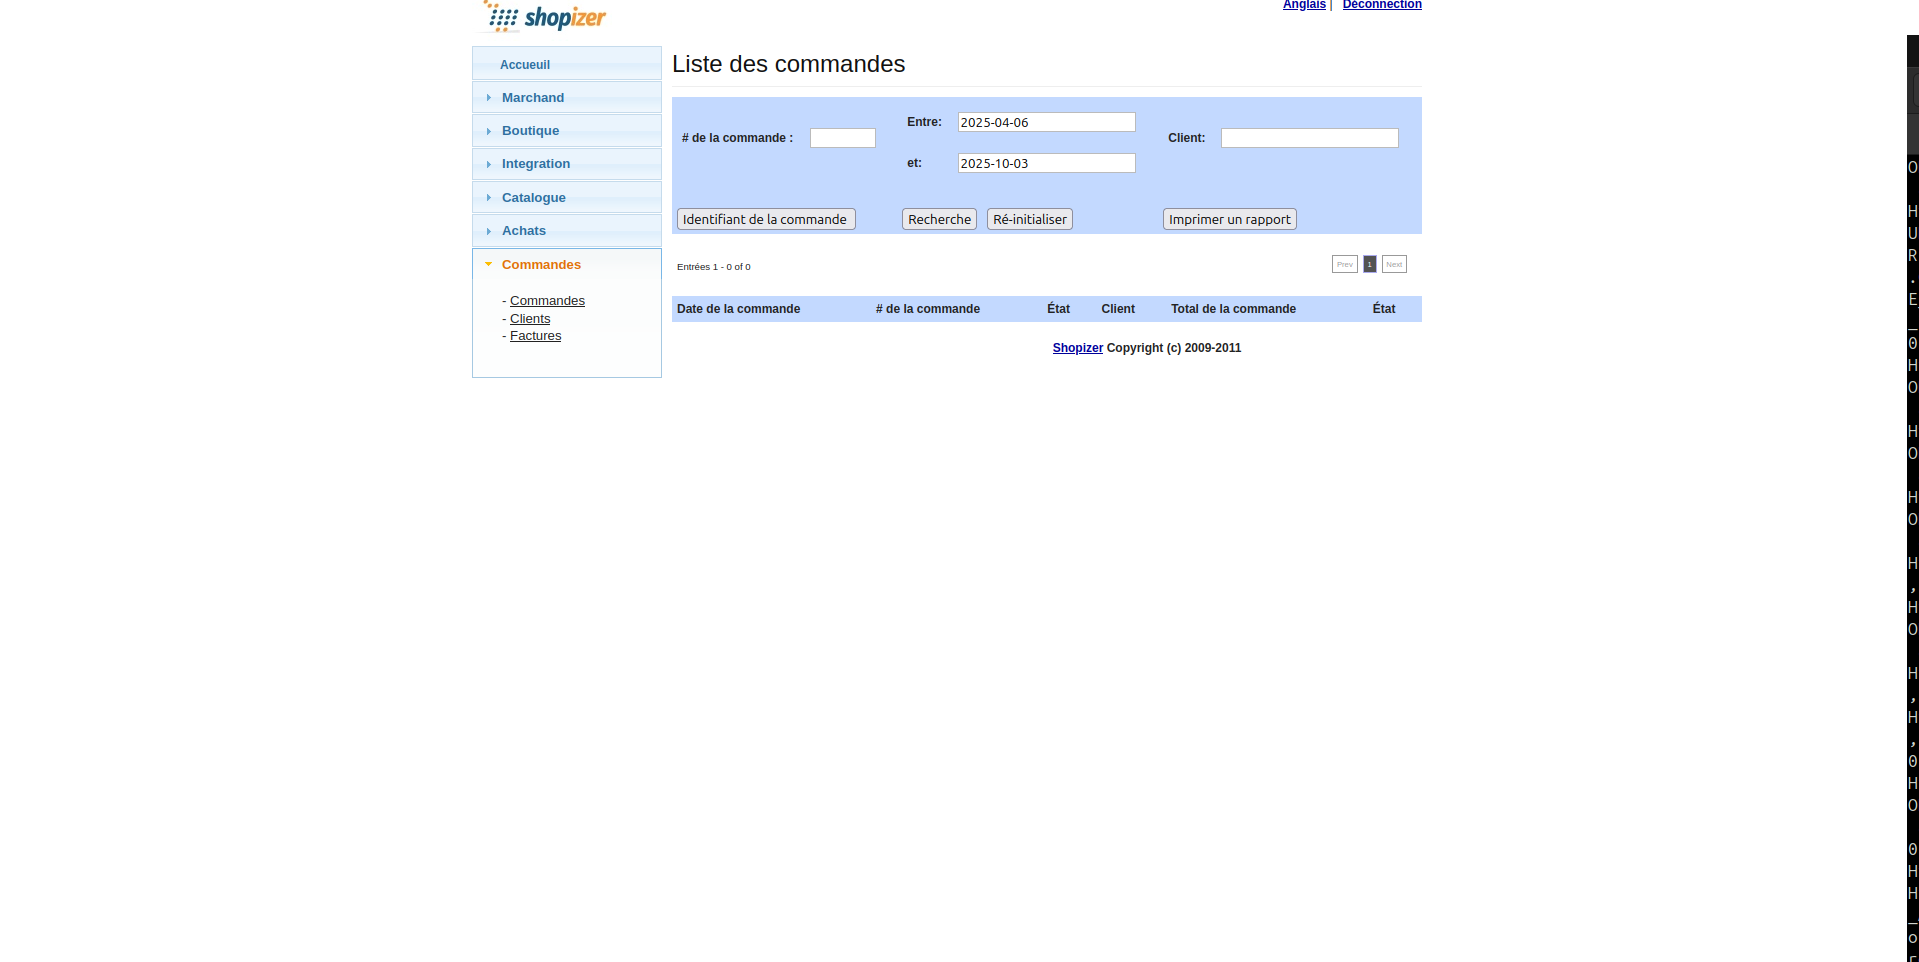 shopizer
Anglais | Déconnection
Accueuil
Marchand
Boutique
Integration
Catalogue
Achats
Commandes
- Commandes
- Clients
- Factures
Liste des commandes
# de la commande :
Entre: 2025-04-06
et: 2025-10-03
Client:
Identifiant de la commande
Recherche
Ré-initialiser
Imprimer un rapport
Entrées 1 - 0 of 0
Prev 1 Next
Date de la commande # de la commande État Client Total de la commande État
Shopizer Copyright (c) 2009-2011